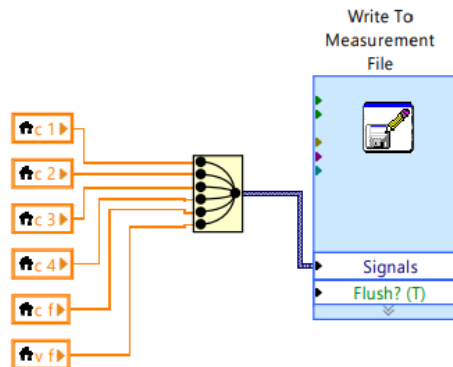 Write To
Measurement
File
c 1
c 2
c 3
c 4
c f
v f
Signals
Flush? (T)